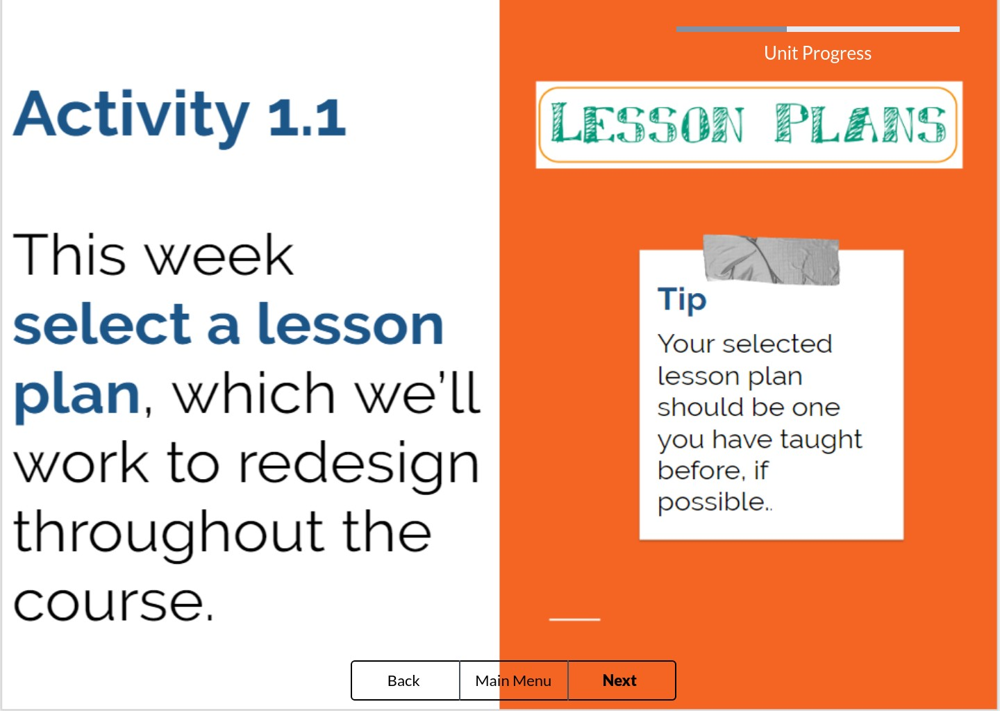 Unit Progress
Activity 1.1
LESSON PLANS
This week
select a lesson
plan, which we’ll
work to redesign
throughout the
course.
Tip
Your selected
lesson plan
should be one
you have taught
before, if
possible..
Back
Main Menu
Next